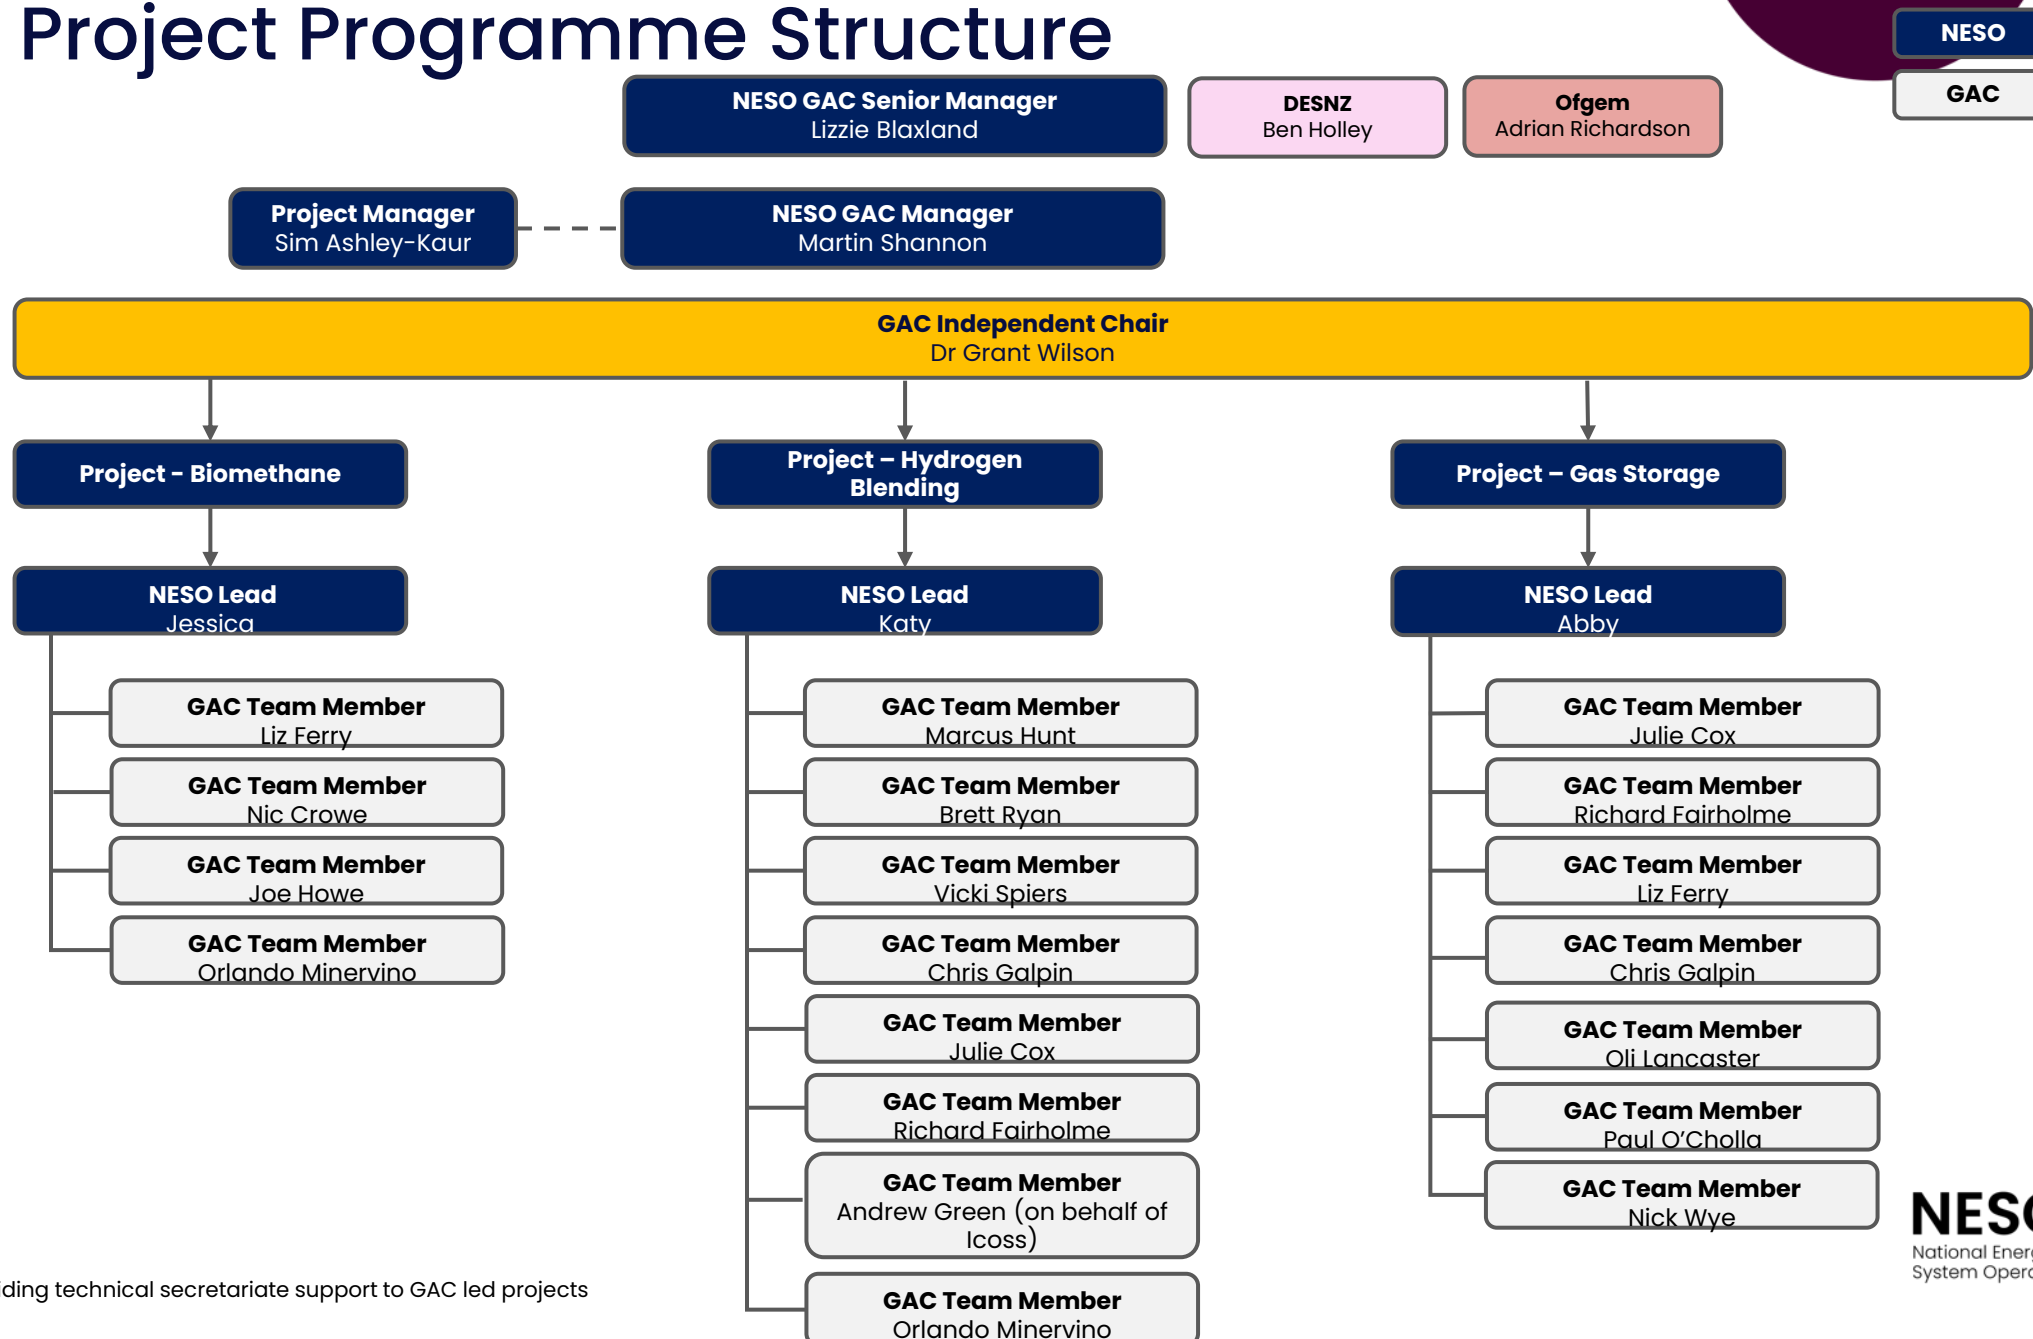 Project Programme Structure
NESO
GAC
NESO GAC Senior Manager
Lizzie Blaxland
DESNZ
Ben Holley
Ofgem
Adrian Richardson
Project Manager
Sim Ashley-Kaur
NESO GAC Manager
Martin Shannon
GAC Independent Chair
Dr Grant Wilson
Project - Biomethane
NESO Lead
Jessica
GAC Team Member
Liz Ferry
GAC Team Member
Nic Crowe
GAC Team Member
Joe Howe
GAC Team Member
Orlando Minervino
Project – Hydrogen
Blending
NESO Lead
Katy
GAC Team Member
Marcus Hunt
GAC Team Member
Brett Ryan
GAC Team Member
Vicki Spiers
GAC Team Member
Chris Galpin
GAC Team Member
Julie Cox
GAC Team Member
Richard Fairholme
GAC Team Member
Andrew Green (on behalf of
Icoss)
GAC Team Member
Orlando Minervino
Project – Gas Storage
NESO Lead
Abby
GAC Team Member
Julie Cox
GAC Team Member
Richard Fairholme
GAC Team Member
Liz Ferry
GAC Team Member
Chris Galpin
GAC Team Member
Oli Lancaster
GAC Team Member
Paul O’Cholla
GAC Team Member
Nick Wye
technical secretariate support to GAC led projects
National
System